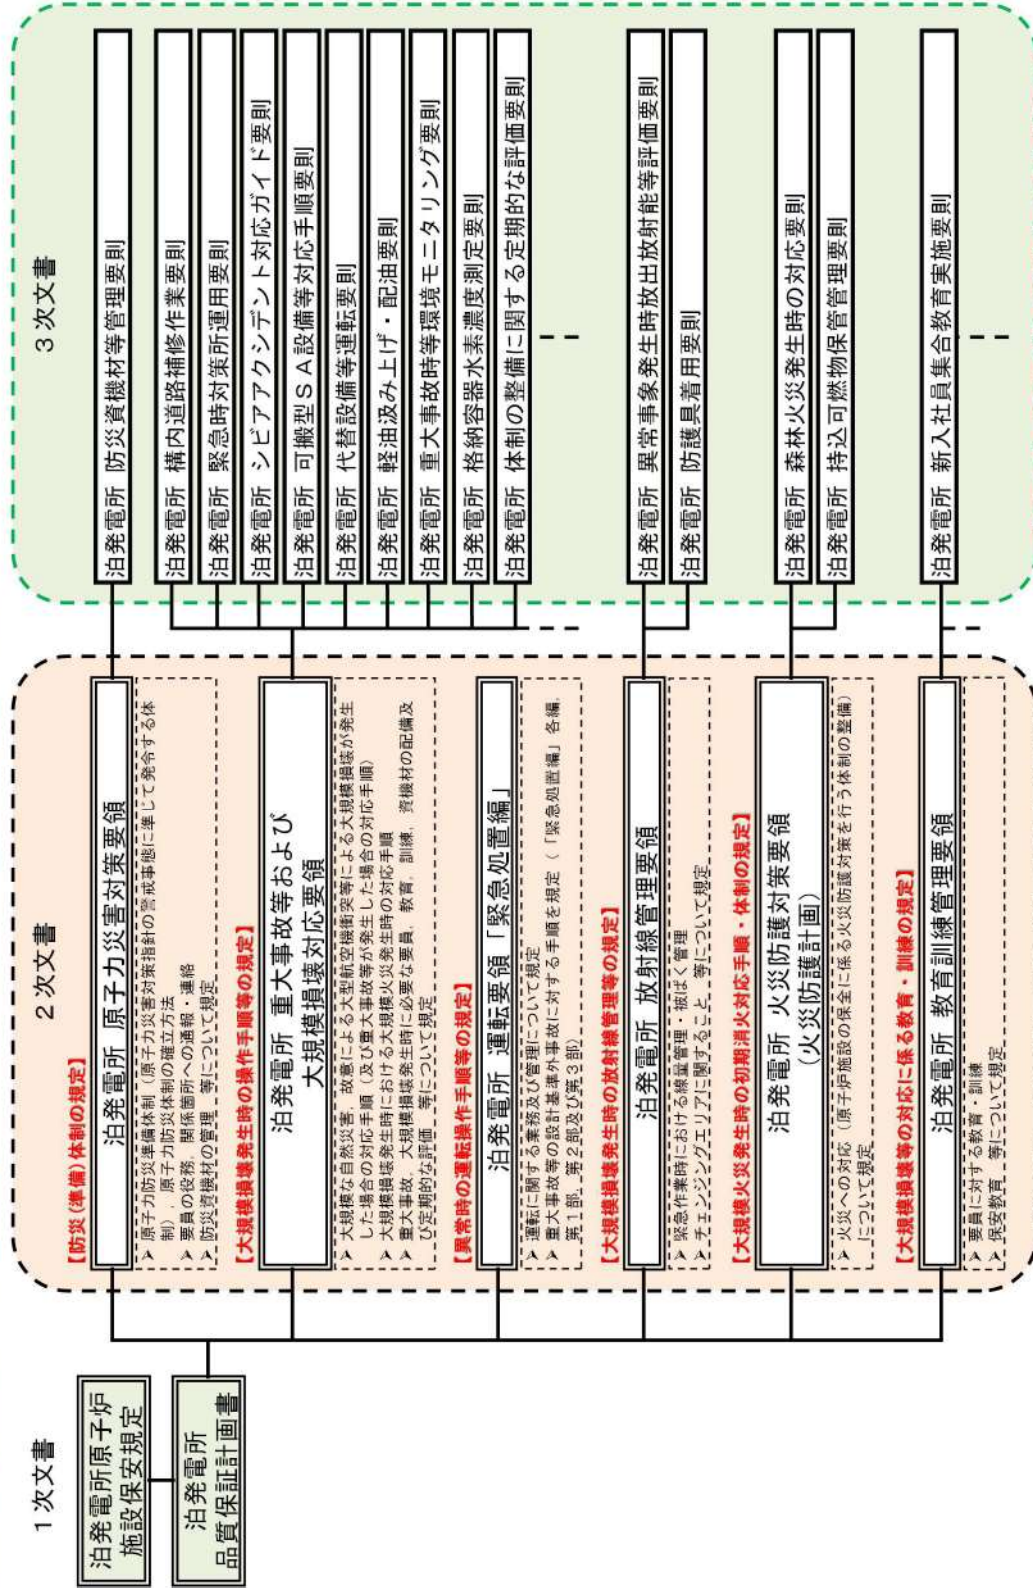 1次文書
泊発電所原子炉
施設保安規定
泊発電所
品質保証計画書
2次文書
【防災(準備)体制の規定】
泊発電所 原子力災害対策要領
➤ 原子力防災準備体制（原子力災害対策指針の警戒事態に準じて発令する体
制），原子力防災体制の確立方法
➤ 要員の役務，関係箇所への通報・連絡
➤ 防災資機材の管理 等について規定
【大規模損壊発生時の操作手順等の規定】
泊発電所 重大事故等および
大規模損壊対応要領
➤ 大規模な自然災害，故意による大型航空機衝突等による大規模損壊が発生
した場合の対応手順（及び重大事故等が発生した場合の対応手順）
➤ 大規模損壊発生時における大規模火災発生時の対応手順
➤ 重大事故，大規模損壊発生時に必要な要員，教育，訓練，資機材の配備及
び定期的な評価 等について規定
【異常時の運転操作手順等の規定】
泊発電所 運転要領「緊急処置編」
➤ 運転に関する業務及び管理について規定
➤ 重大事故等の設計基準外事故に対する手順を規定（「緊急処置編」各編，
第１部，第２部及び第３部）
【大規模損壊発生時の放射線管理等の規定】
泊発電所 放射線管理要領
➤ 緊急作業時における線量管理・被ばく管理
➤ チェンジングエリアに関すること 等について規定
【大規模火災発生時の初期消火対応手順・体制の規定】
泊発電所 火災防護対策要領
（火災防護計画）
➤ 火災への対応（原子炉施設の保全に係る火災防護対策を行う体制の整備）
について規定
【大規模損壊等の対応に係る教育・訓練の規定】
泊発電所 教育訓練管理要領
➤ 要員に対する教育・訓練
➤ 保安教育 等について規定
3次文書
泊発電所 防災資機材等管理要則
泊発電所 構内道路補修作業要則
泊発電所 緊急時対策所運用要則
泊発電所 シビアアクシデント対応ガイド要則
泊発電所 可搬型ＳＡ設備等対応手順要則
泊発電所 代替設備等運転要則
泊発電所 軽油汲み上げ・配油要則
泊発電所 重大事故時等環境モニタリング要則
泊発電所 格納容器水素濃度測定要則
泊発電所 体制の整備に関する定期的な評価要則
泊発電所 異常事象発生時放出放射能等評価要則
泊発電所 防護具着用要則
泊発電所 森林火災発生時の対応要則
泊発電所 持込可燃物保管管理要則
泊発電所 新入社員集合教育実施要則